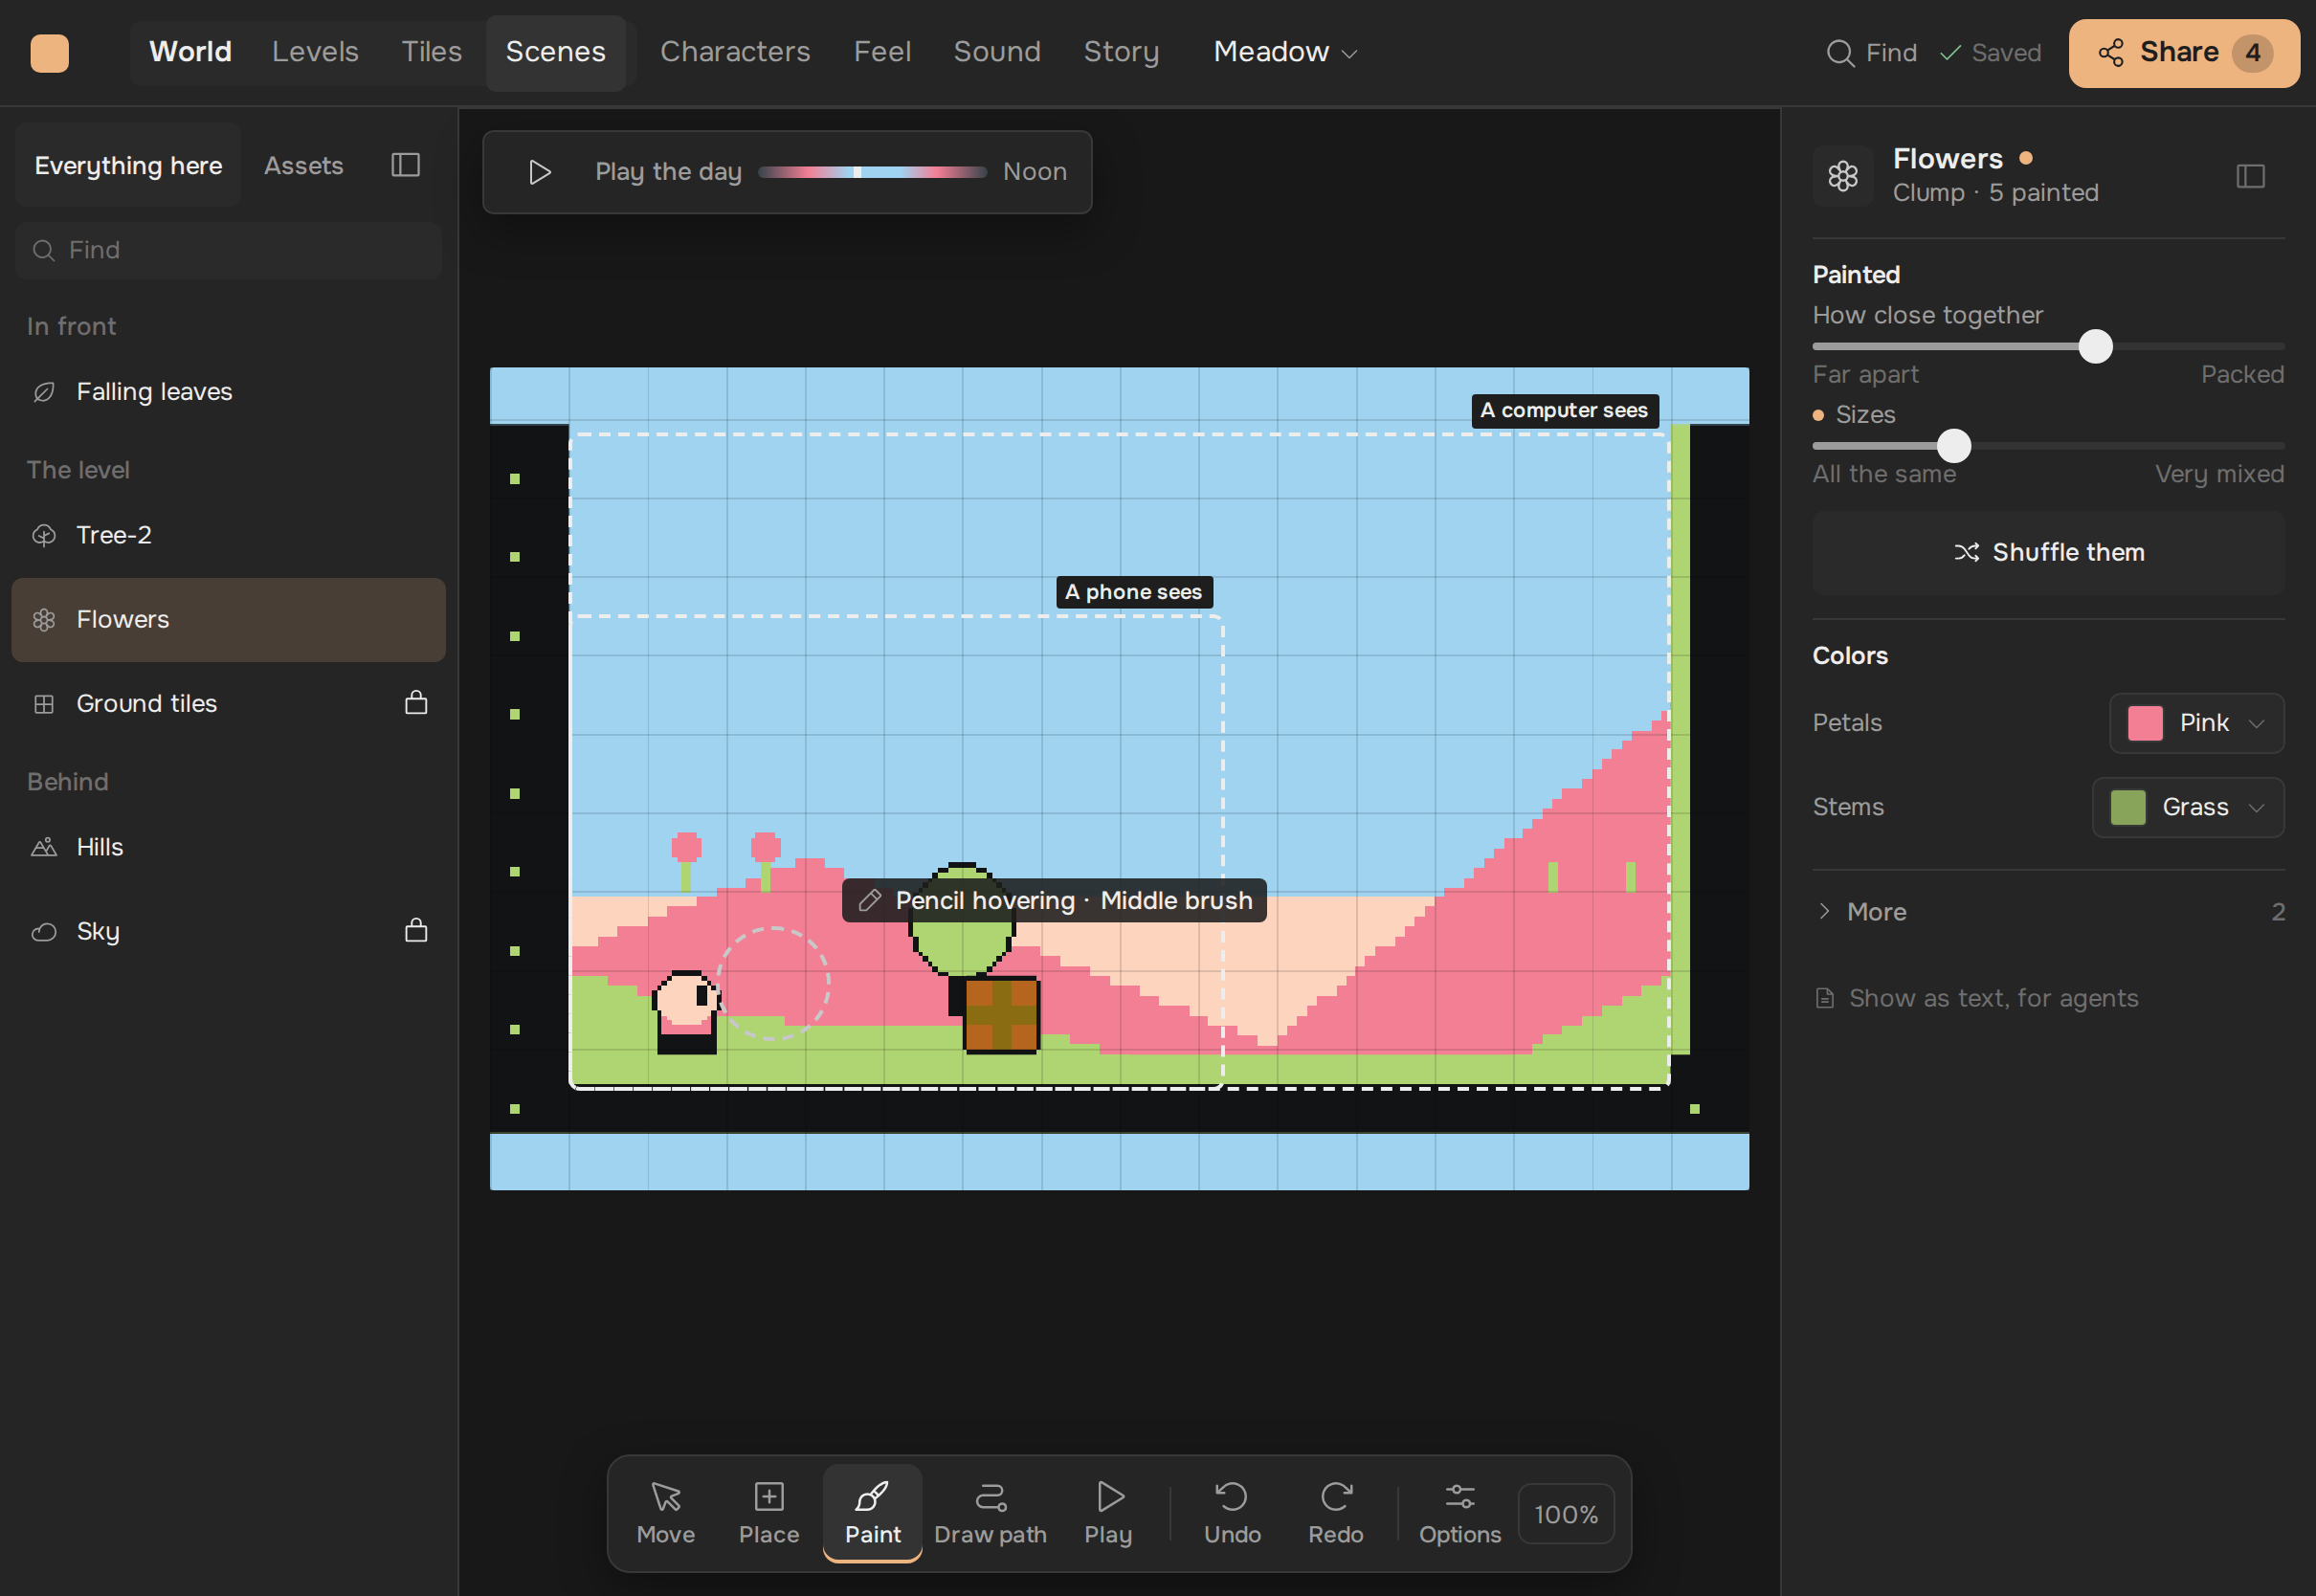 World Levels Tiles Scenes Characters Feel Sound Story Meadow Find Saved Share 4
Everything here Assets
Find
In front
Falling leaves
The level
Tree-2
Flowers
Ground tiles
Behind
Hills
Sky
Play the day Noon
A computer sees
A phone sees
Pencil hovering · Middle brush
Move Place Paint Draw path Play Undo Redo Options 100%
Flowers
Clump · 5 painted
Painted
How close together
Far apart Packed
Sizes
All the same Very mixed
Shuffle them
Colors
Petals Pink
Stems Grass
More 2
Show as text, for agents